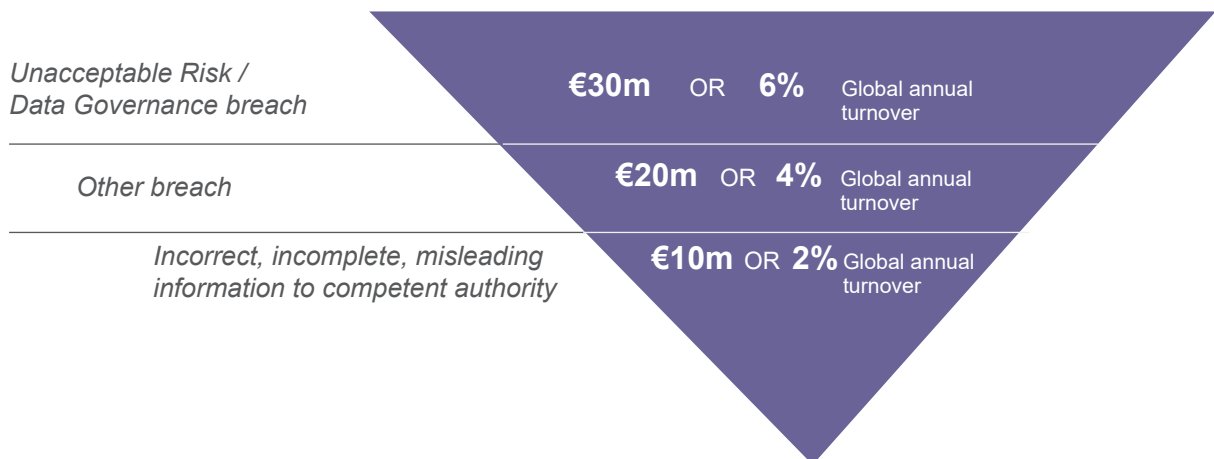 Unacceptable Risk /
Data Governance breach
€30m OR 6% Global annual
turnover
Other breach
€20m OR 4% Global annual
turnover
Incorrect, incomplete, misleading
information to competent authority
€10m OR 2% Global annual
turnover